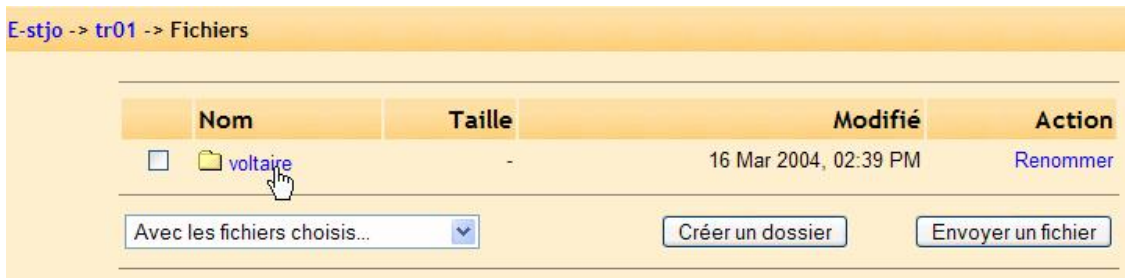 E-stjo -> tr01 -> Fichiers
Nom Taille Modifié Action
voltaire - 16 Mar 2004, 02:39 PM Renommer
Avec les fichiers choisis... Créer un dossier Envoyer un fichier